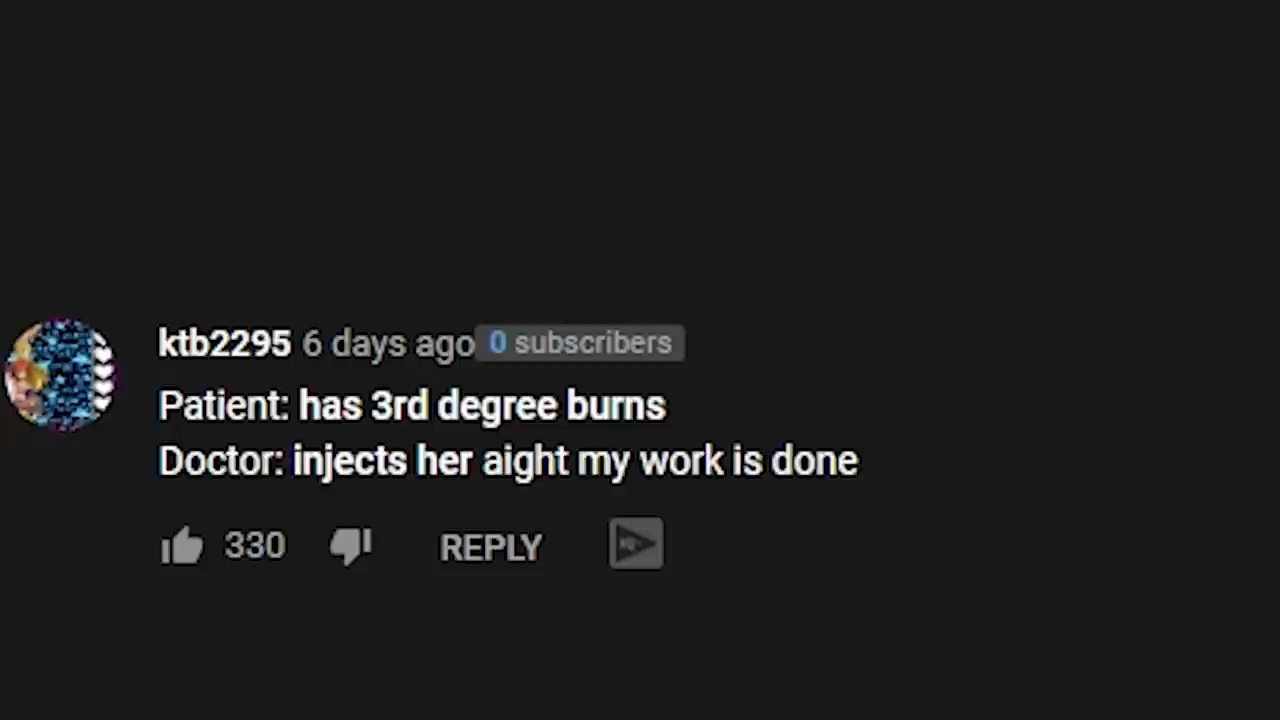 ktb2295 6 days ago 0 subscribers
Patient: has 3rd degree burns
Doctor: injects her aight my work is done
330 REPLY